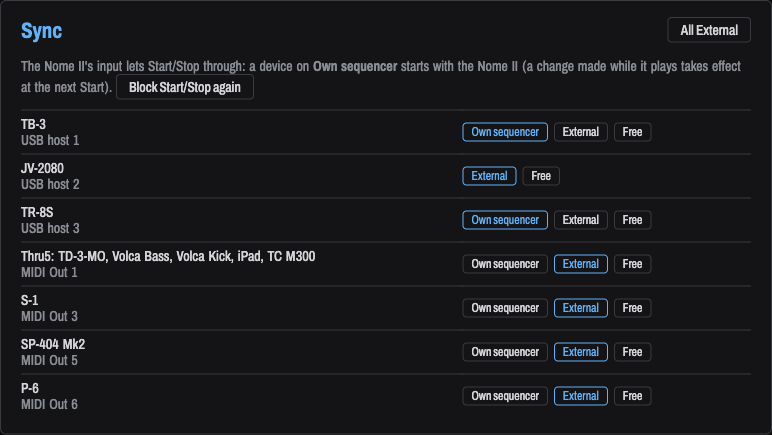 Sync
All External
The Nome II's input lets Start/Stop through: a device on Own sequencer starts with the Nome II (a change made while it plays takes effect
at the next Start). Block Start/Stop again
TB-3
USB host 1
Own sequencer External Free
JV-2080
USB host 2
External Free
TR-8S
USB host 3
Own sequencer External Free
Thru5: TD-3-MO, Volca Bass, Volca Kick, iPad, TC M300
MIDI Out 1
Own sequencer External Free
S-1
MIDI Out 3
Own sequencer External Free
SP-404 Mk2
MIDI Out 5
Own sequencer External Free
P-6
MIDI Out 6
Own sequencer External Free